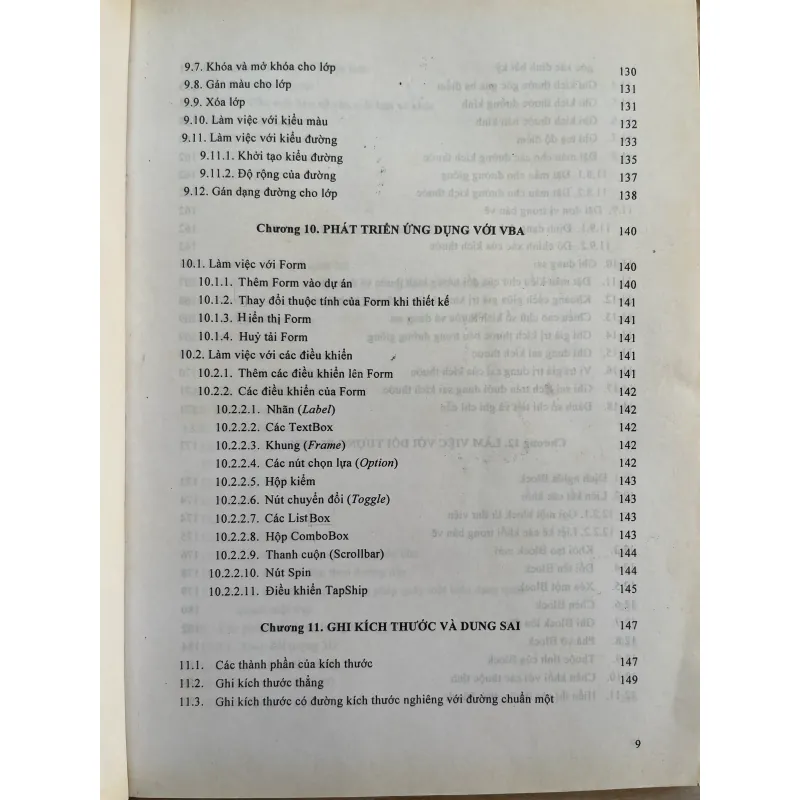 9.7. Khóa và mở khóa cho lớp 130
9.8. Gán màu cho lớp 131
9.9. Xóa lớp 131
9.10. Làm việc với kiểu màu 132
9.11. Làm việc với kiểu đường 133
9.11.1. Khởi tạo kiểu đường 135
9.11.2. Độ rộng của đường 137
9.12. Gán dạng đường cho lớp 138
Chương 10. PHÁT TRIỂN ỨNG DỤNG VỚI VBA 140
10.1. Làm việc với Form 140
10.1.1. Thêm Form vào dự án 140
10.1.2. Thay đổi thuộc tính của Form khi thiết kế 141
10.1.3. Hiển thị Form 141
10.1.4. Huỷ tải Form 141
10.2. Làm việc với các điều khiển 141
10.2.1. Thêm các điều khiển lên Form 141
10.2.2. Các điều khiển của Form 142
10.2.2.1. Nhãn (Label) 142
10.2.2.2. Các TextBox 142
10.2.2.3. Khung (Frame) 142
10.2.2.4. Các nút chọn lựa (Option) 142
10.2.2.5. Hộp kiểm 143
10.2.2.6. Nút chuyển đổi (Toggle) 143
10.2.2.7. Các ListBox 143
10.2.2.8. Hộp ComboBox 143
10.2.2.9. Thanh cuộn (Scrollbar) 144
10.2.2.10. Nút Spin 144
10.2.2.11. Điều khiển TapShip 145
Chương 11. GHI KÍCH THƯỚC VÀ DUNG SAI 147
11.1. Các thành phần của kích thước 147
11.2. Ghi kích thước thẳng 149
11.3. Ghi kích thước có đường kích thước nghiêng với đường chuẩn một
9